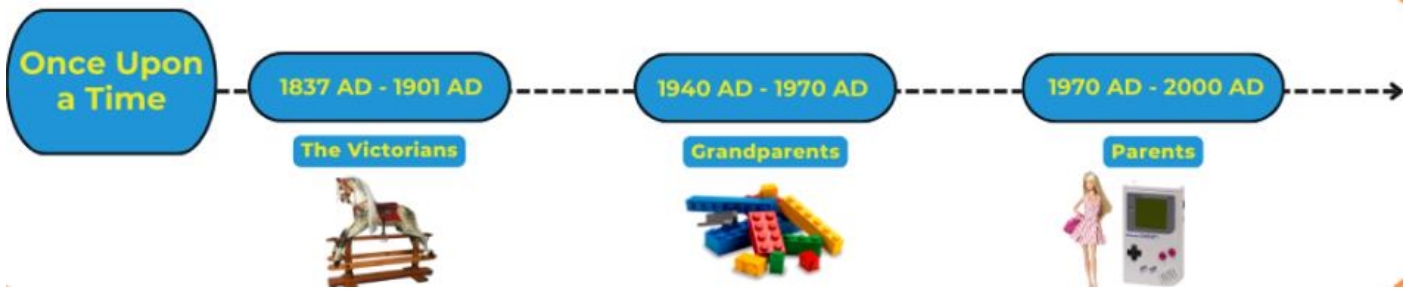 Once Upon
a Time
1837 AD - 1901 AD
1940 AD - 1970 AD
1970 AD - 2000 AD
The Victorians
Grandparents
Parents